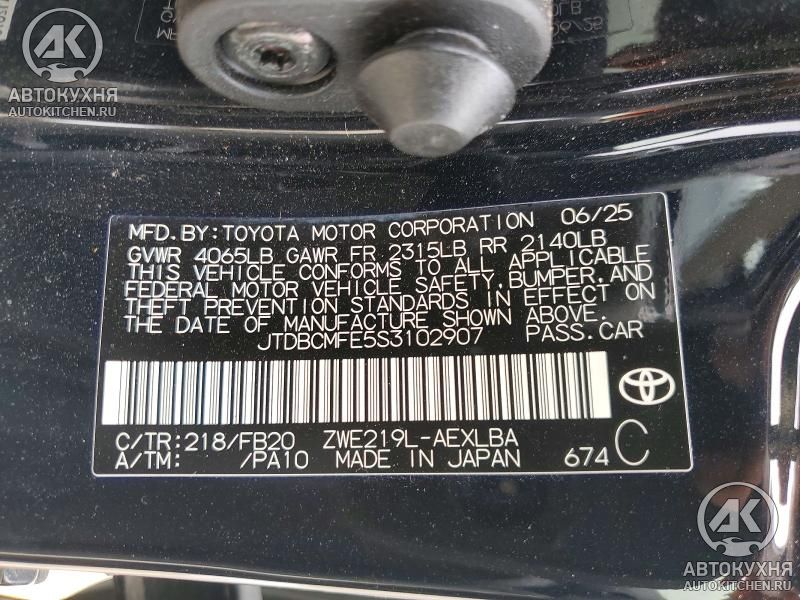 АК
АВТОКУХНЯ
AUTOKITCHEN.RU
MFD.BY:TOYOTA MOTOR CORPORATION 06/25
GVWR 4065LB GAWR FR 2315LB RR 2140LB
THIS VEHICLE CONFORMS TO ALL APPLICABLE
FEDERAL MOTOR VEHICLE SAFETY,BUMPER,AND
THEFT PREVENTION STANDARDS IN EFFECT ON
THE DATE OF MANUFACTURE SHOWN ABOVE.
JTDBCMFE5S3102907 PASS.CAR
C/TR:218/FB20 ZWE219L-AEXLBA
A/TM: /PA10 MADE IN JAPAN 674 C
АК
АВТОКУХНЯ
AUTOKITCHEN.RU